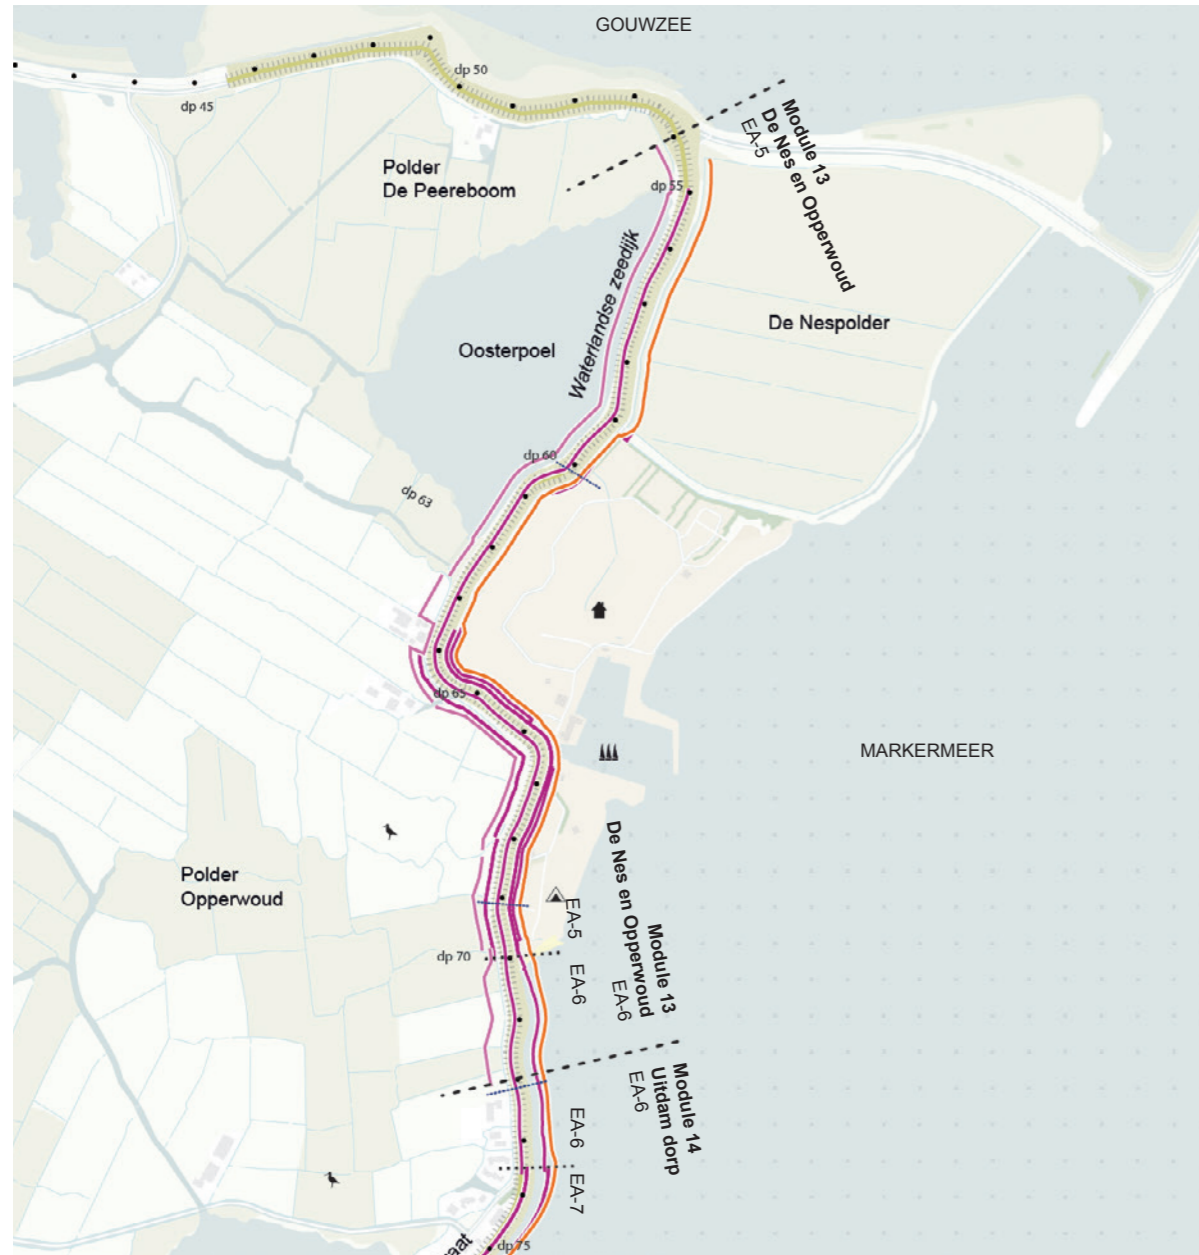 GOUWZEE
dp 50
dp 45
Module 13
De Nes en Opperwoud
EA-5
Polder
De Peereboom
dp 55
Waterlandse zeedijk
De Nespolder
Oosterpoel
dp 60
dp 63
dp 65
MARKERMEER
Polder
Opperwoud
EA-5
Module 13
De Nes en Opperwoud
EA-6
dp 70
EA-6
Module 14
Uitdam dorp
EA-6
EA-6
EA-7
aat
dp 75